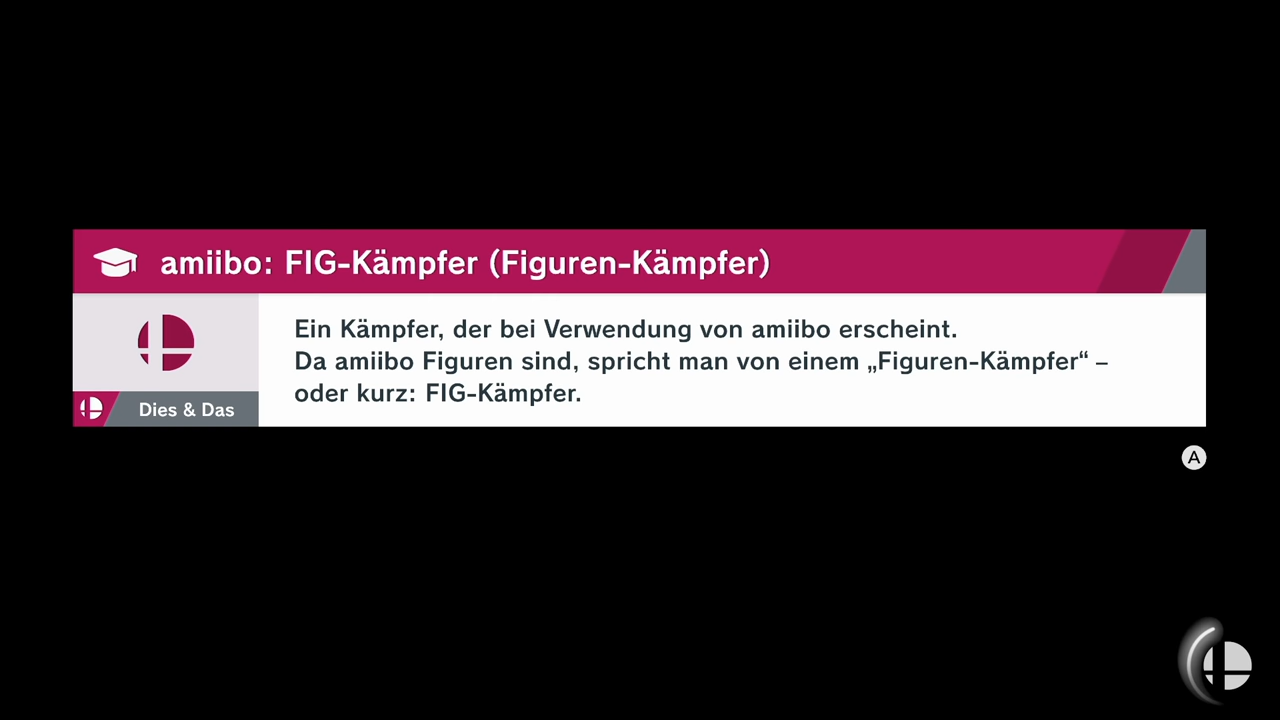 amiibo: FIG-Kämpfer (Figuren-Kämpfer)
Ein Kämpfer, der bei Verwendung von amiibo erscheint.
Da amiibo Figuren sind, spricht man von einem „Figuren-Kämpfer“ –
oder kurz: FIG-Kämpfer.
Dies & Das
A